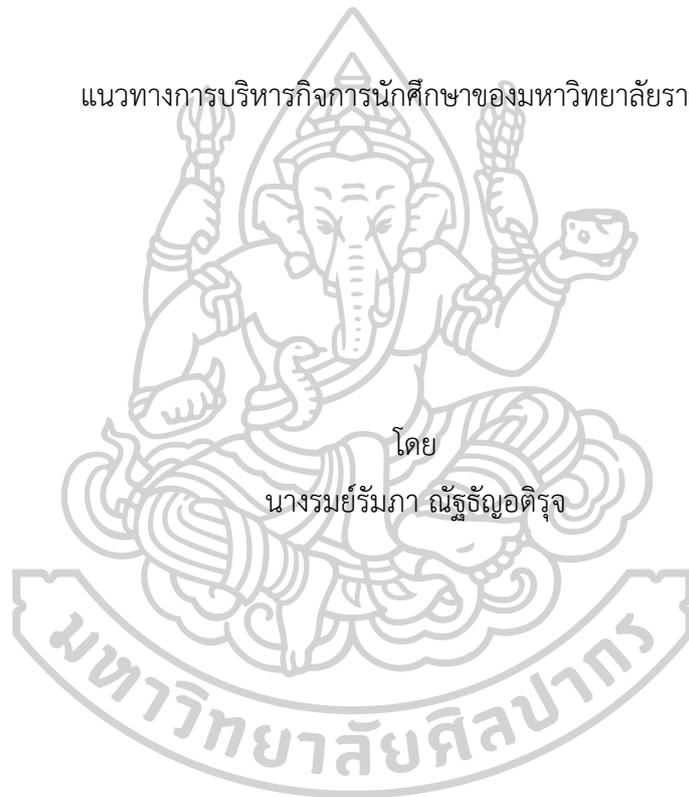 แนวทางการบริหารกิจการนักศึกษาของมหาวิทยาลัย
โดย
นางรมย์รัมภา ณัฐธัญอติรุจ
มหาวิทยาลัยศิลปากร